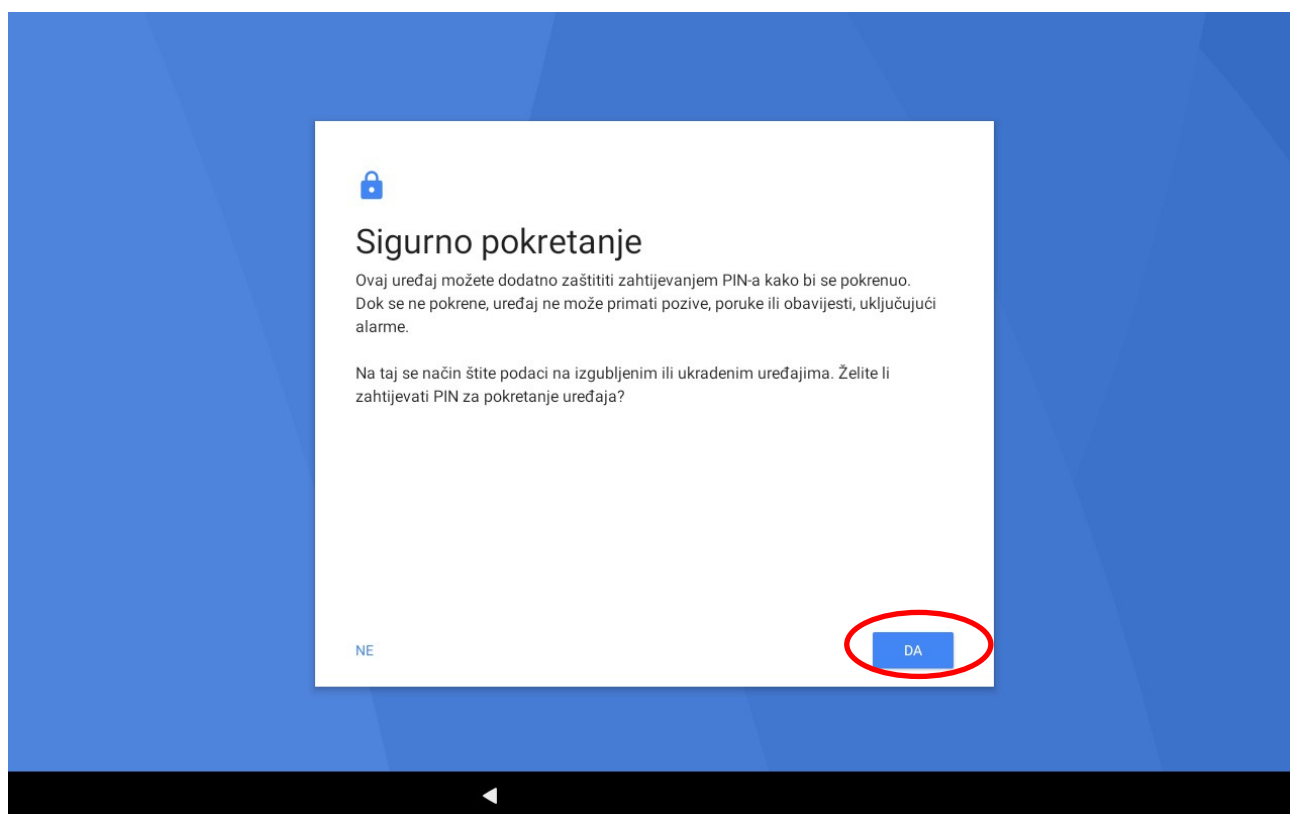 Sigurno pokretanje
Ovaj uređaj možete dodatno zaštititi zahtijevanjem PIN-a kako bi se pokrenuo.
Dok se ne pokrene, uređaj ne može primati pozive, poruke ili obavijesti, uključujući
alarme.
Na taj se način štite podaci na izgubljenim ili ukradenim uređajima. Želite li
zahtijevati PIN za pokretanje uređaja?
NE
DA